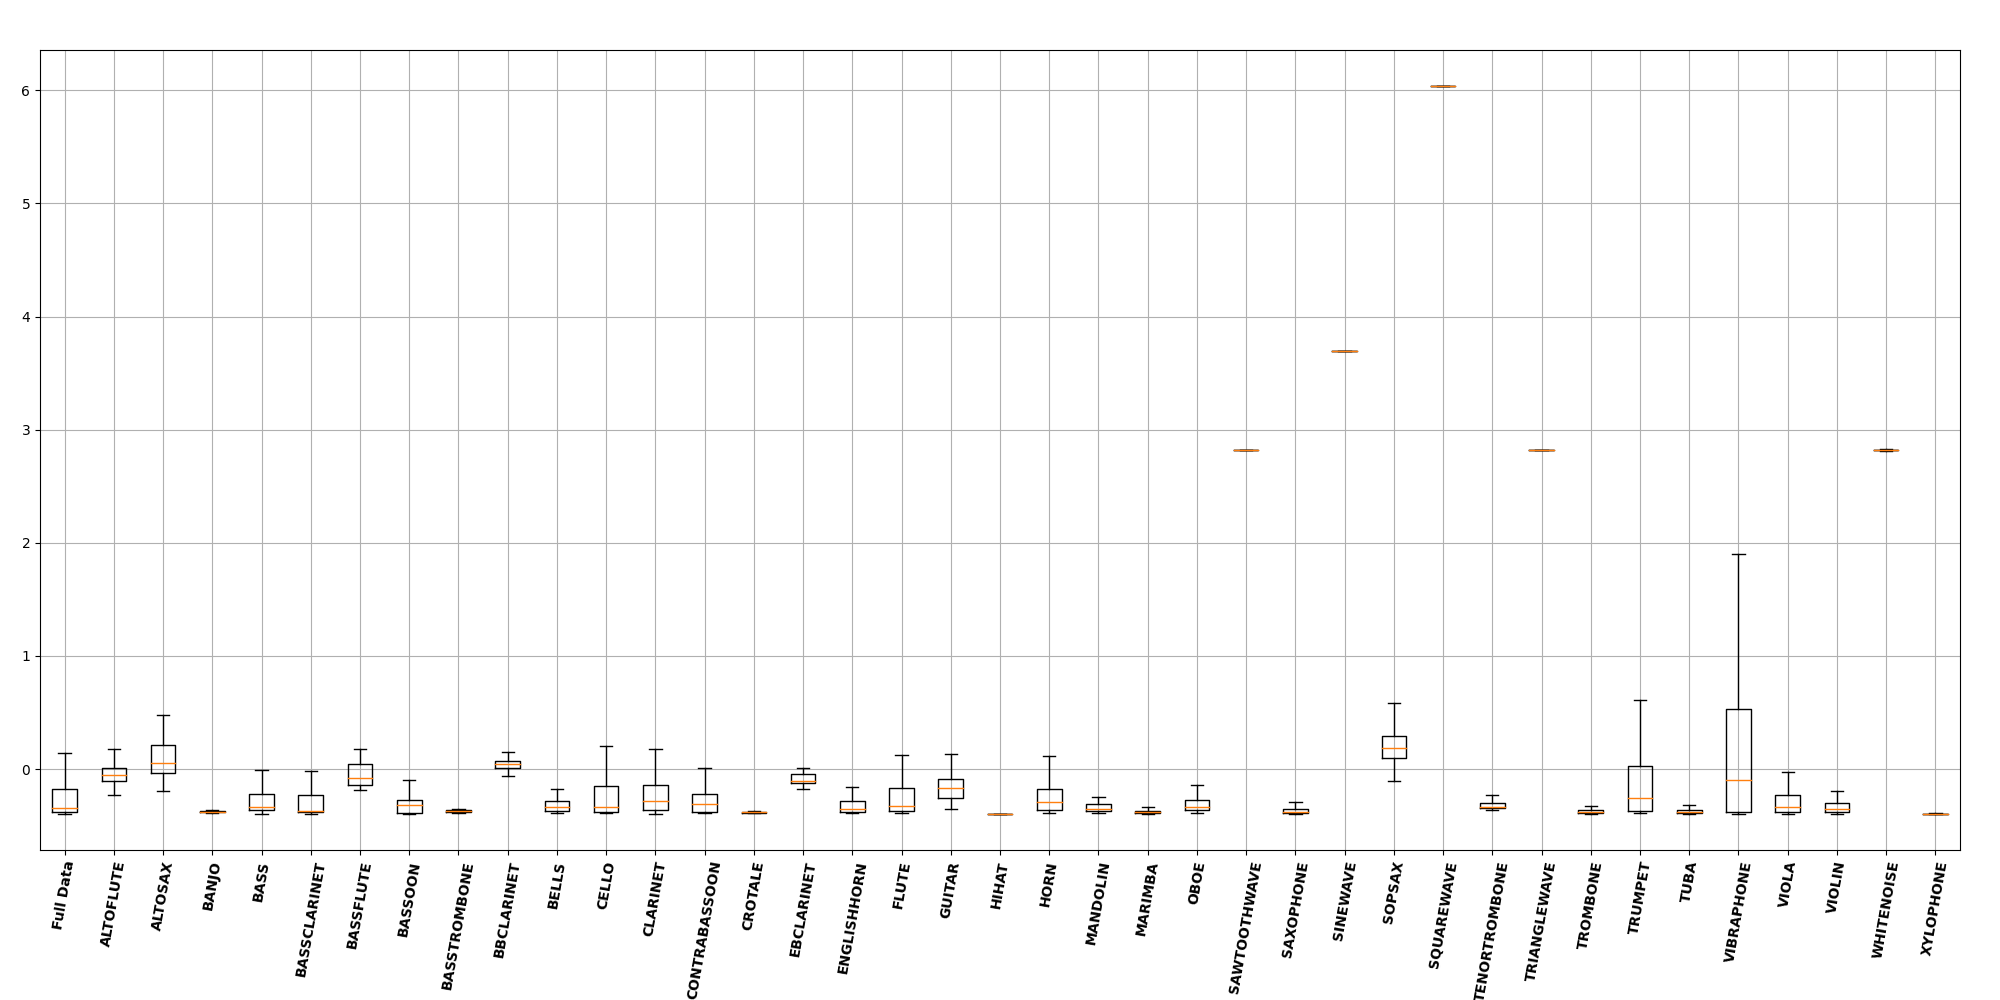 6
5
4
3
2
1
0
Full Data
ALTOFLUTE
ALTOSAX
BANJO
BASS
BASSCLARINET
BASSFLUTE
BASSOON
BASSTROMBONE
BBCLARINET
BELLS
CELLO
CLARINET
CONTRABASSOON
CROTALE
EBCLARINET
ENGLISHHORN
FLUTE
GUITAR
HIHAT
HORN
MANDOLIN
MARIMBA
OBOE
SAWTOOTHWAVE
SAXOPHONE
SINEWAVE
SOPSAX
SQUAREWAVE
TENORTROMBONE
TRIANGLEWAVE
TROMBONE
TRUMPET
TUBA
VIBRAPHONE
VIOLA
VIOLIN
WHITENOISE
XYLOPHONE